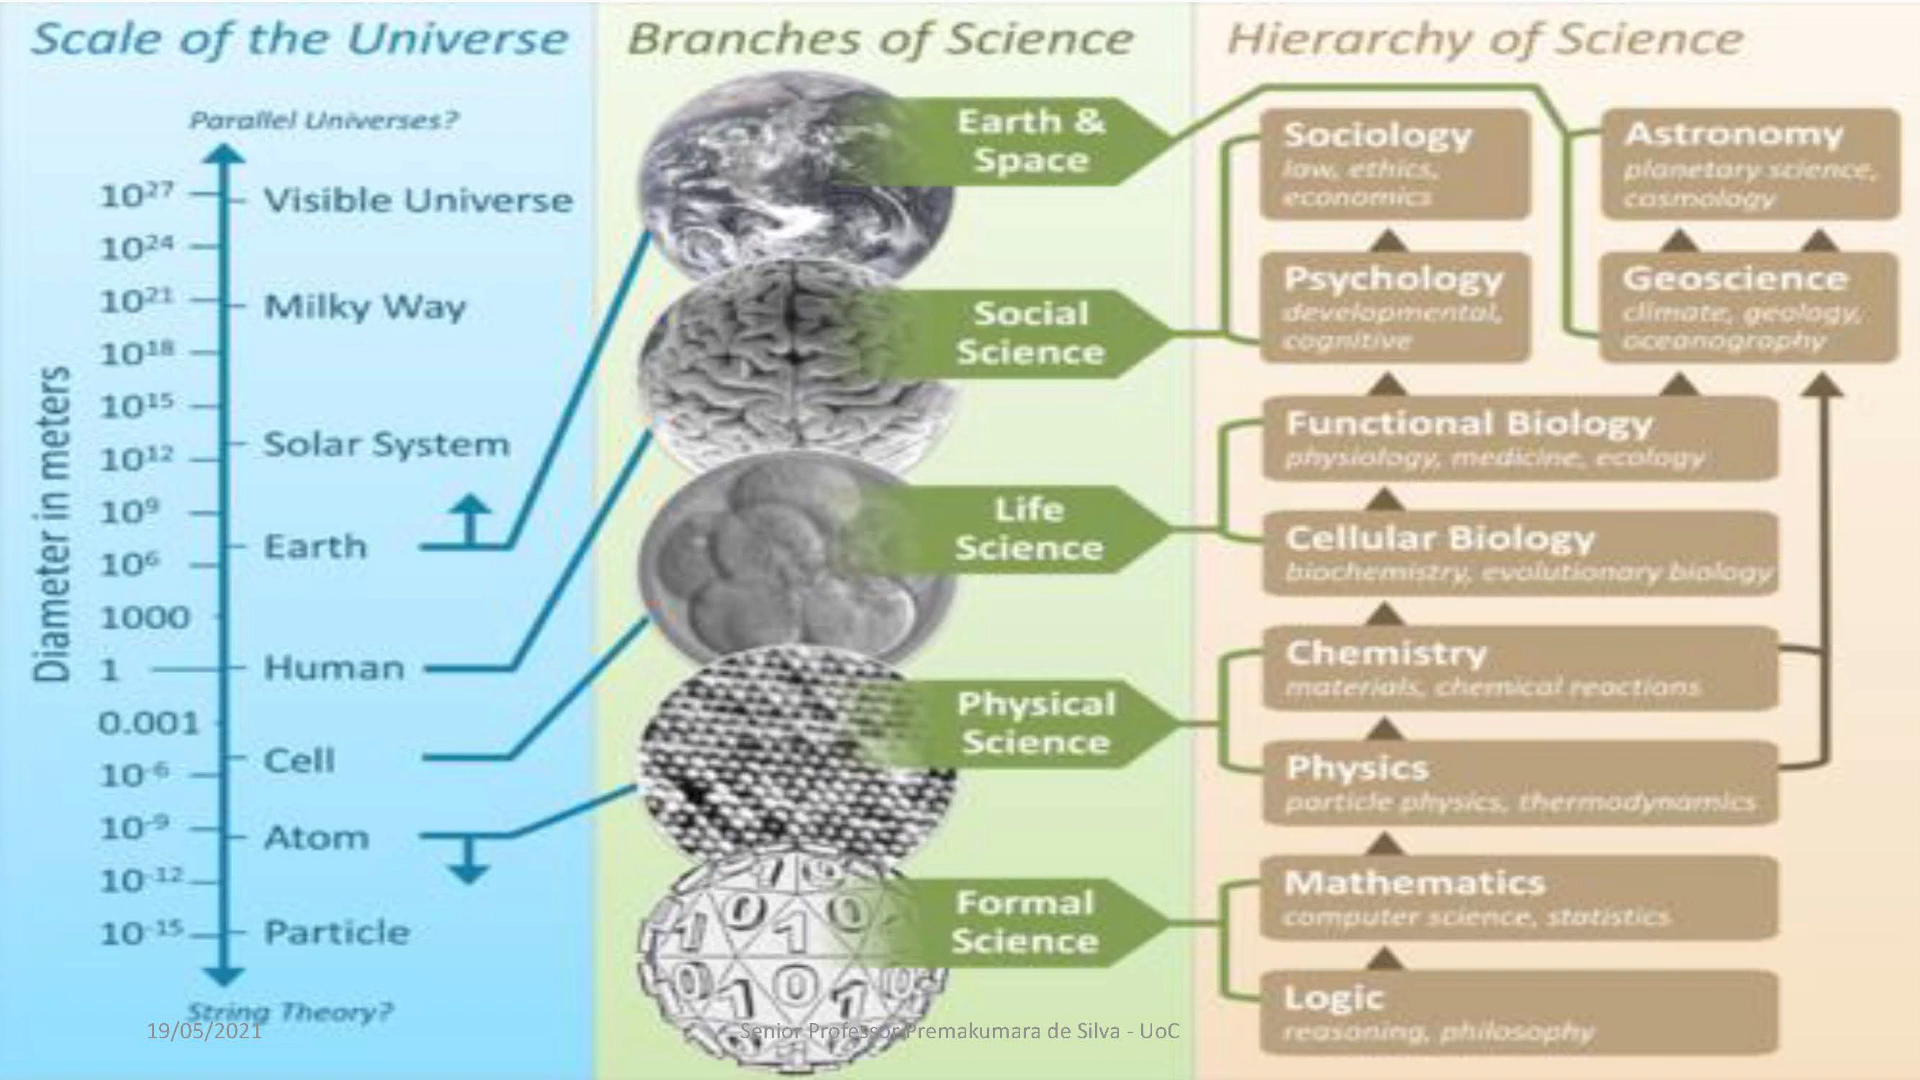 Scale of the Universe
Parallel Universes?
Diameter in meters
10²⁷
Visible Universe
10²⁴
10²¹
Milky Way
10¹⁸
10¹⁵
Solar System
10¹²
10⁹
Earth
10⁶
1000
1
Human
0.001
Cell
10⁻⁶
10⁻⁹
Atom
10⁻¹²
10⁻¹⁵
Particle
String Theory?
19/05/2021
Branches of Science
Earth &
Space
Social
Science
Life
Science
Physical
Science
Formal
Science
Senior Professor Premakumara de Silva - UoC
Hierarchy of Science
Sociology
law, ethics,
economics
Astronomy
planetary science,
cosmology
Psychology
developmental,
cognitive
Geoscience
climate, geology,
oceanography
Functional Biology
physiology, medicine, ecology
Cellular Biology
biochemistry, evolutionary biology
Chemistry
materials, chemical reactions
Physics
particle physics, thermodynamics
Mathematics
computer science, statistics
Logic
reasoning, philosophy